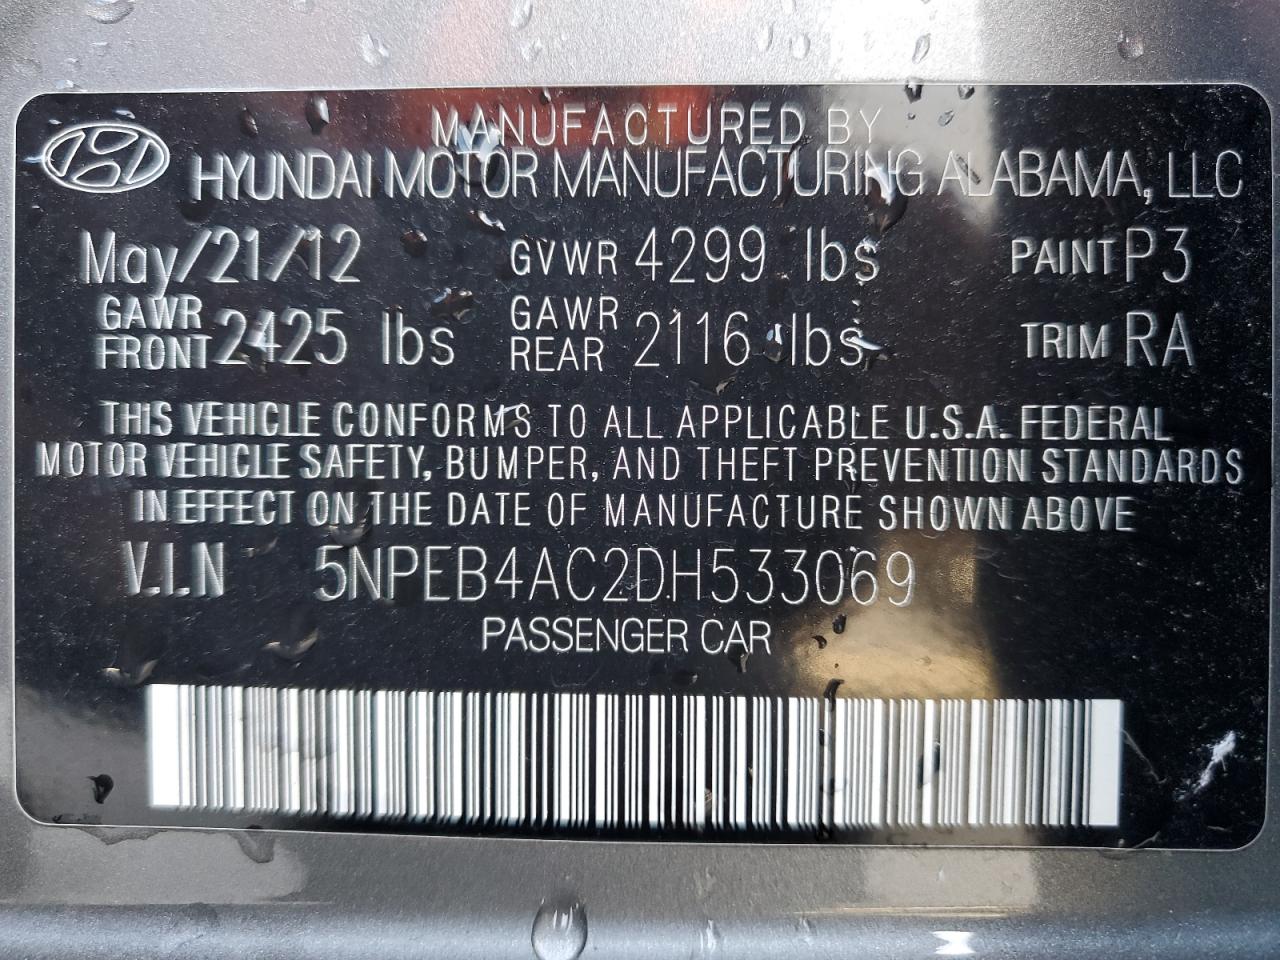 MANUFACTURED BY
HYUNDAI MOTOR MANUFACTURING ALABAMA, LLC
May/21/12 GVWR 4299 lbs PAINT P3
GAWR FRONT 2425 lbs GAWR REAR 2116 lbs TRIM RA
THIS VEHICLE CONFORMS TO ALL APPLICABLE U.S.A. FEDERAL
MOTOR VEHICLE SAFETY, BUMPER, AND THEFT PREVENTION STANDARDS
IN EFFECT ON THE DATE OF MANUFACTURE SHOWN ABOVE
V.I.N 5NPEB4AC2DH533069
PASSENGER CAR